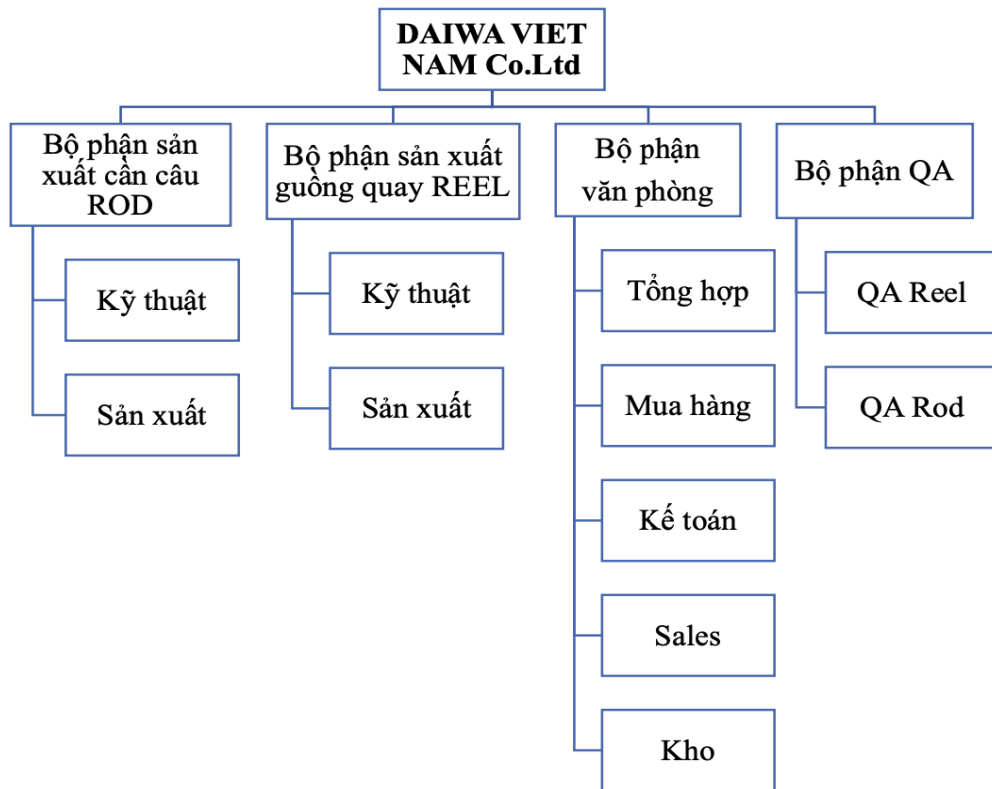 DAIWA VIET
NAM Co.Ltd
Bộ phận sản
xuất cần câu
ROD
Kỹ thuật
Sản xuất
Bộ phận sản xuất
guồng quay REEL
Kỹ thuật
Sản xuất
Bộ phận
văn phòng
Tổng hợp
Mua hàng
Kế toán
Sales
Kho
Bộ phận QA
QA Reel
QA Rod